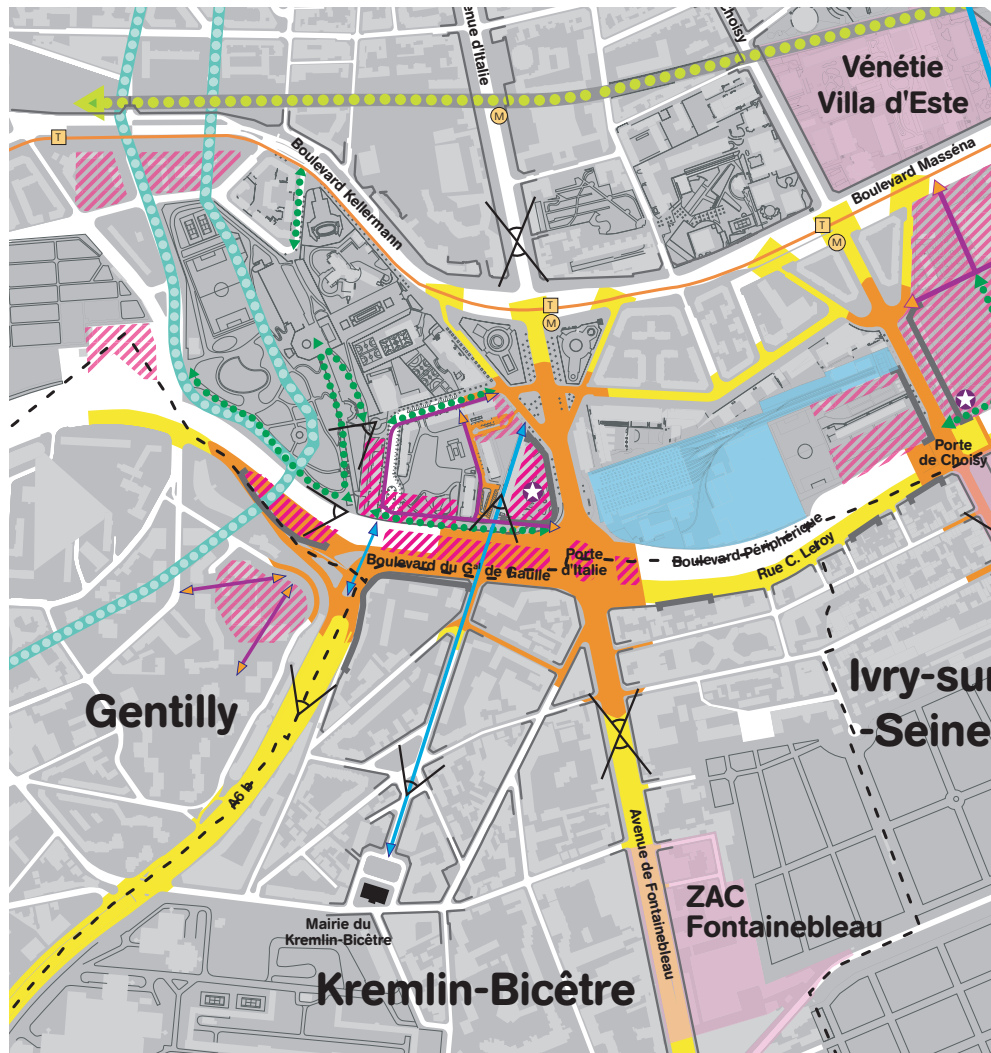 enue d'Italie
Choisy
Vénétie
Villa d'Este
M
T
Boulevard Kellermann
Boulevard Masséna
T
M
T
M
Porte
de Choisy
Boulevard Périphérique
Rue C. Leroy
Porte
d'Italie
Boulevard du Gal de Gaulle
Gentilly
Ivry-sur
-Seine
A6 b
Avenue de Fontainebleau
ZAC
Fontainebleau
Mairie du
Kremlin-Bicêtre
Kremlin-Bicêtre